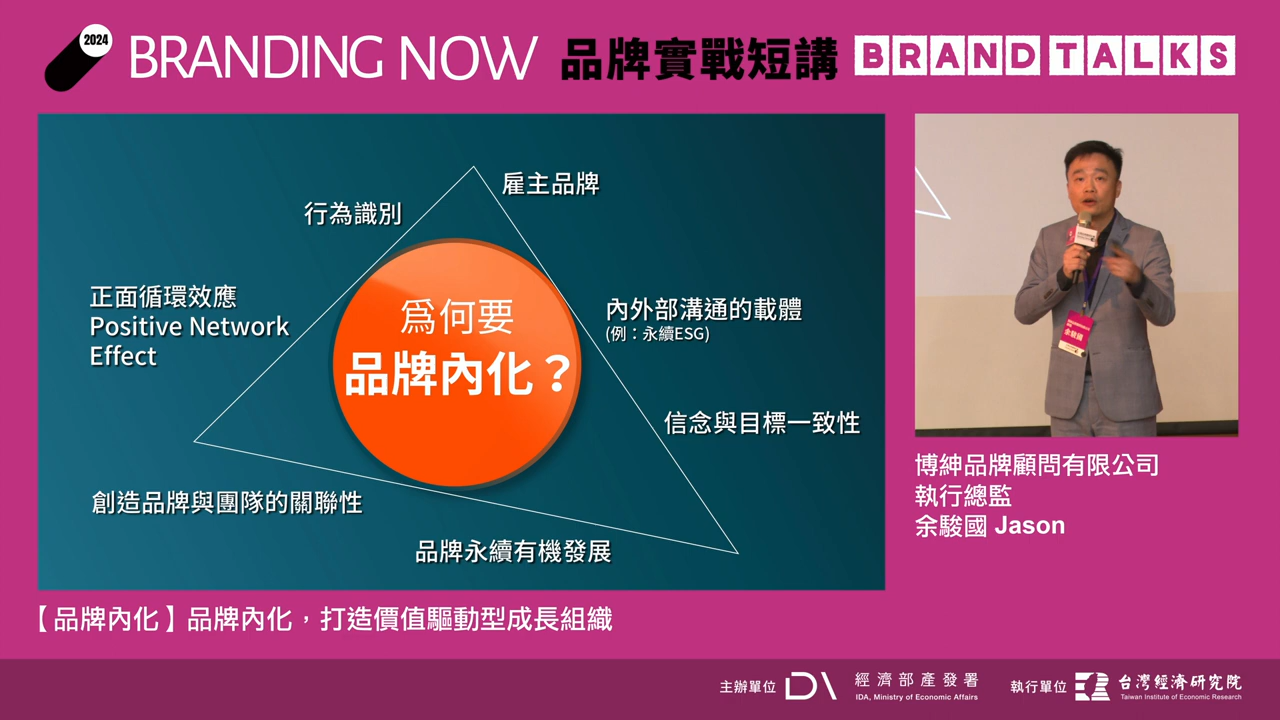 2024
BRANDING NOW 品牌實戰短講 BRAND TALKS
雇主品牌
行為識別
正面循環效應
Positive Network
Effect
爲何要
品牌內化？
內外部溝通的載體
(例：永續ESG)
信念與目標一致性
創造品牌與團隊的關聯性
品牌永續有機發展
余駿國
博紳品牌顧問有限公司
執行總監
余駿國 Jason
【品牌內化】品牌內化，打造價值驅動型成長組織
主辦單位 經濟部產發署
IDA, Ministry of Economic Affairs
執行單位 台灣經濟研究院
Taiwan Institute of Economic Research